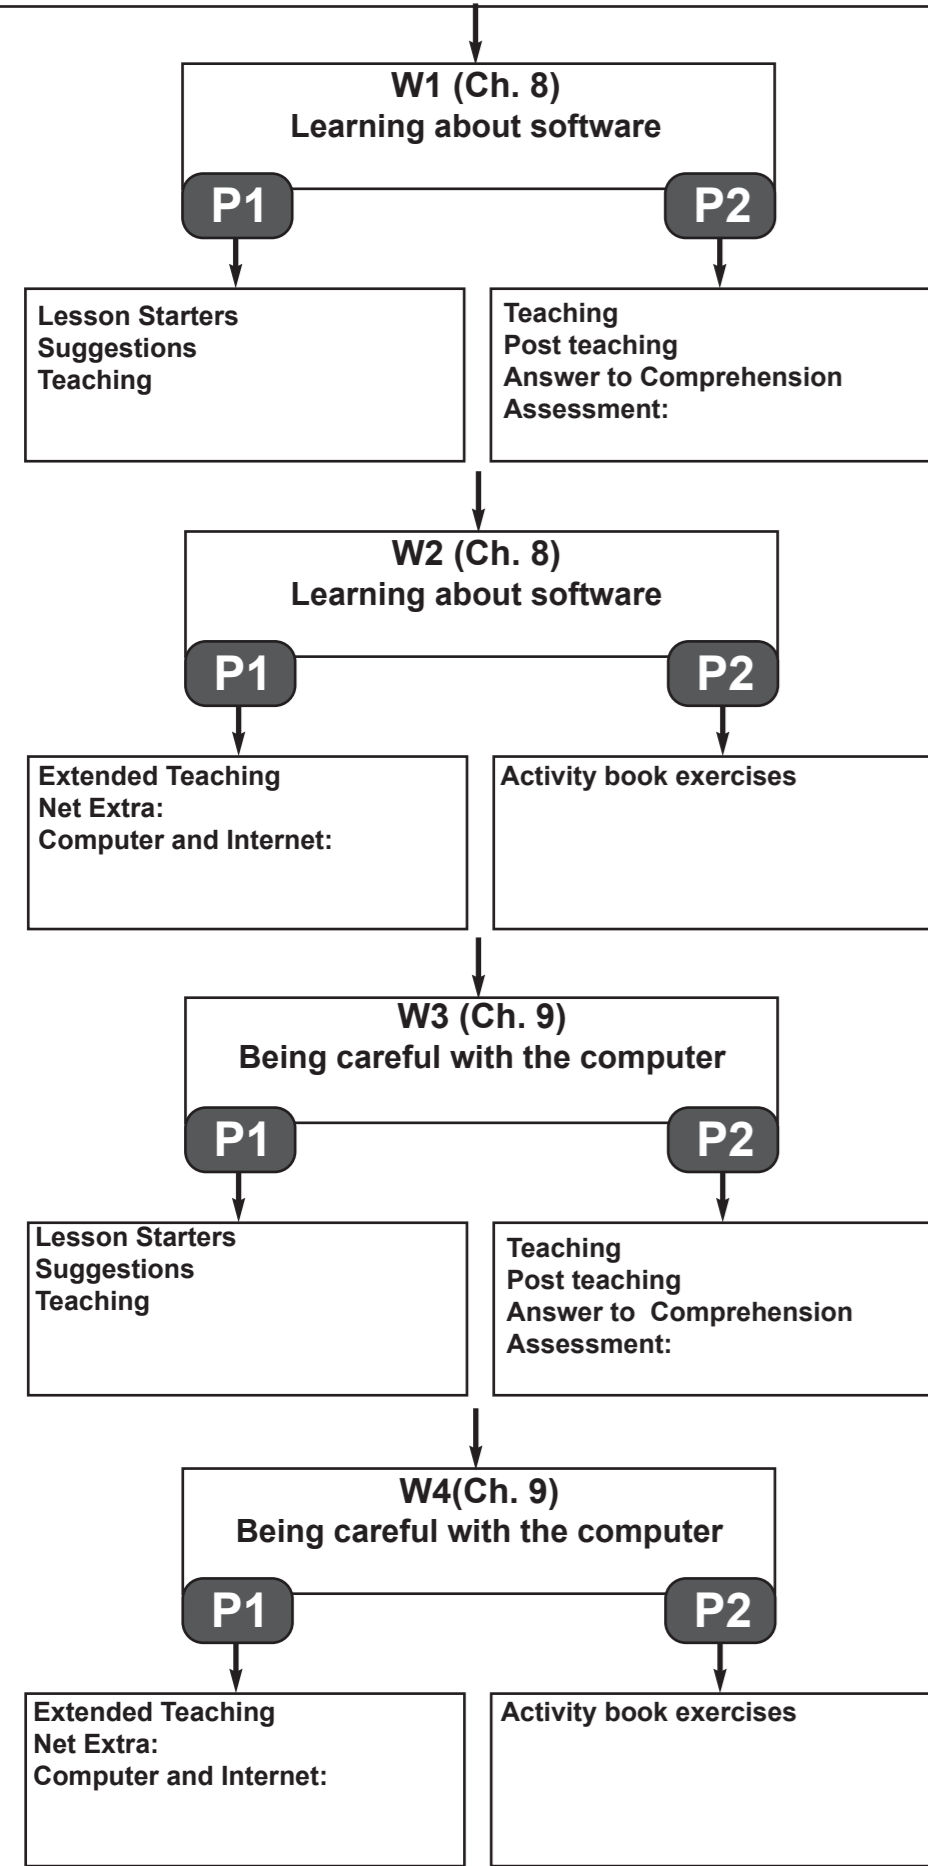 W1 (Ch. 8)
Learning about software
P1
P2
Lesson Starters
Suggestions
Teaching
Teaching
Post teaching
Answer to Comprehension
Assessment:
W2 (Ch. 8)
Learning about software
P1
P2
Extended Teaching
Net Extra:
Computer and Internet:
Activity book exercises
W3 (Ch. 9)
Being careful with the computer
P1
P2
Lesson Starters
Suggestions
Teaching
Teaching
Post teaching
Answer to  Comprehension
Assessment:
W4(Ch. 9)
Being careful with the computer
P1
P2
Extended Teaching
Net Extra:
Computer and Internet:
Activity book exercises